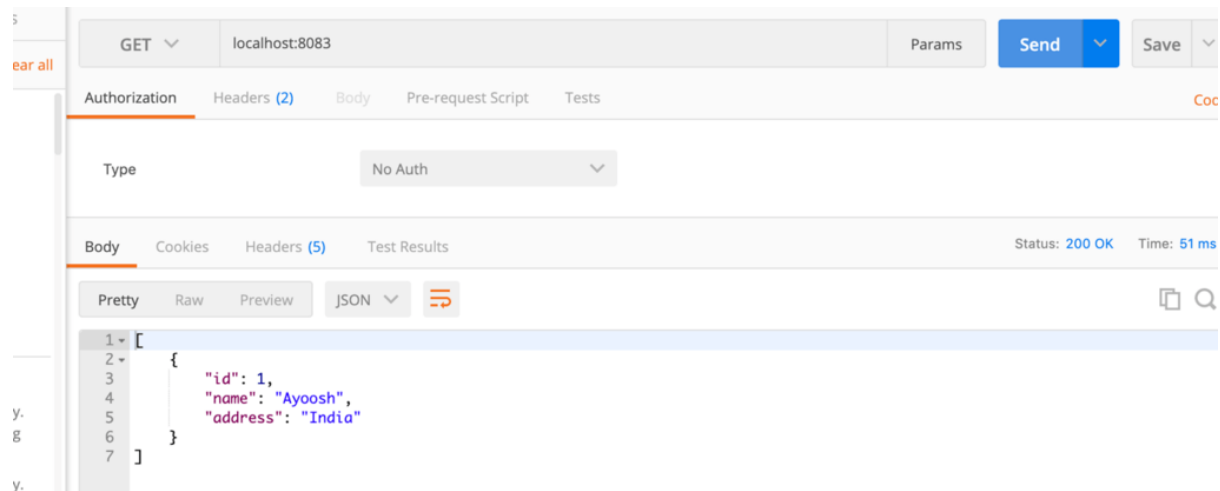 s
ear all
GET localhost:8083 Params Send Save
Authorization Headers (2) Body Pre-request Script Tests Coo
Type No Auth
Body Cookies Headers (5) Test Results Status: 200 OK Time: 51 ms
Pretty Raw Preview JSON
1 [
2 {
3 "id": 1,
4 "name": "Ayoosh",
5 "address": "India"
6 }
7 ]
y.
g
y.